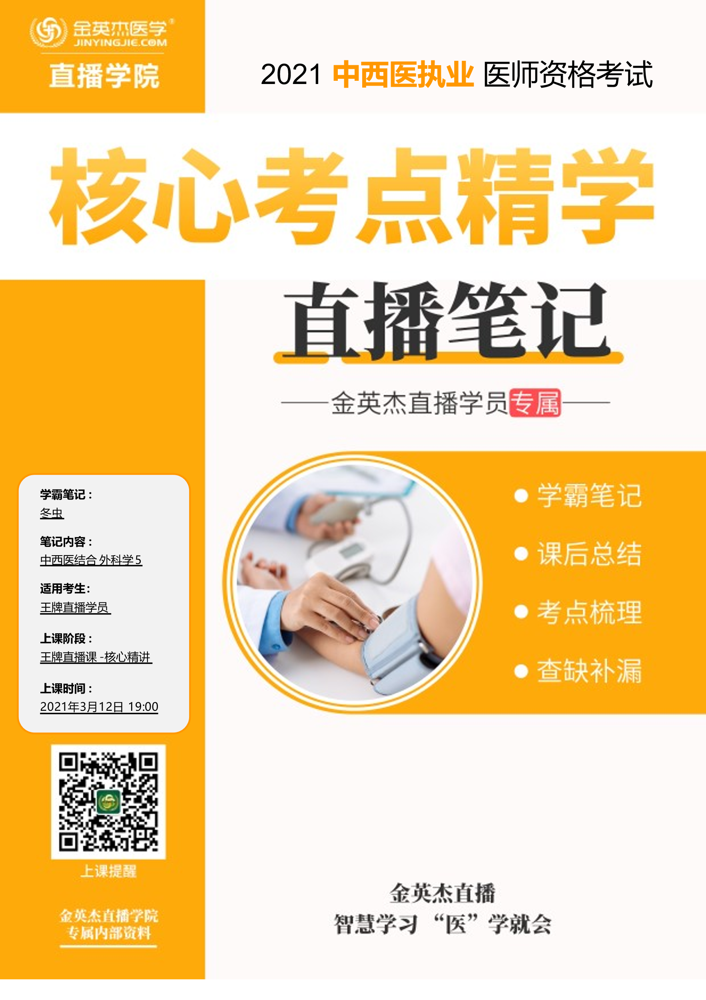 金英杰医学®
JINYINGJIE.COM
直播学院
2021 中西医执业 医师资格考试
核心考点精学
直播笔记
金英杰直播学员专属
学霸笔记
课后总结
考点梳理
查缺补漏
学霸笔记：
冬虫
笔记内容：
中西医结合 外科学5
适用考生：
王牌直播学员
上课阶段：
王牌直播课 -核心精讲
上课时间：
2021年3月12日 19:00
上课提醒
金英杰直播学院
专属内部资料
金英杰直播
智慧学习 “医”学就会